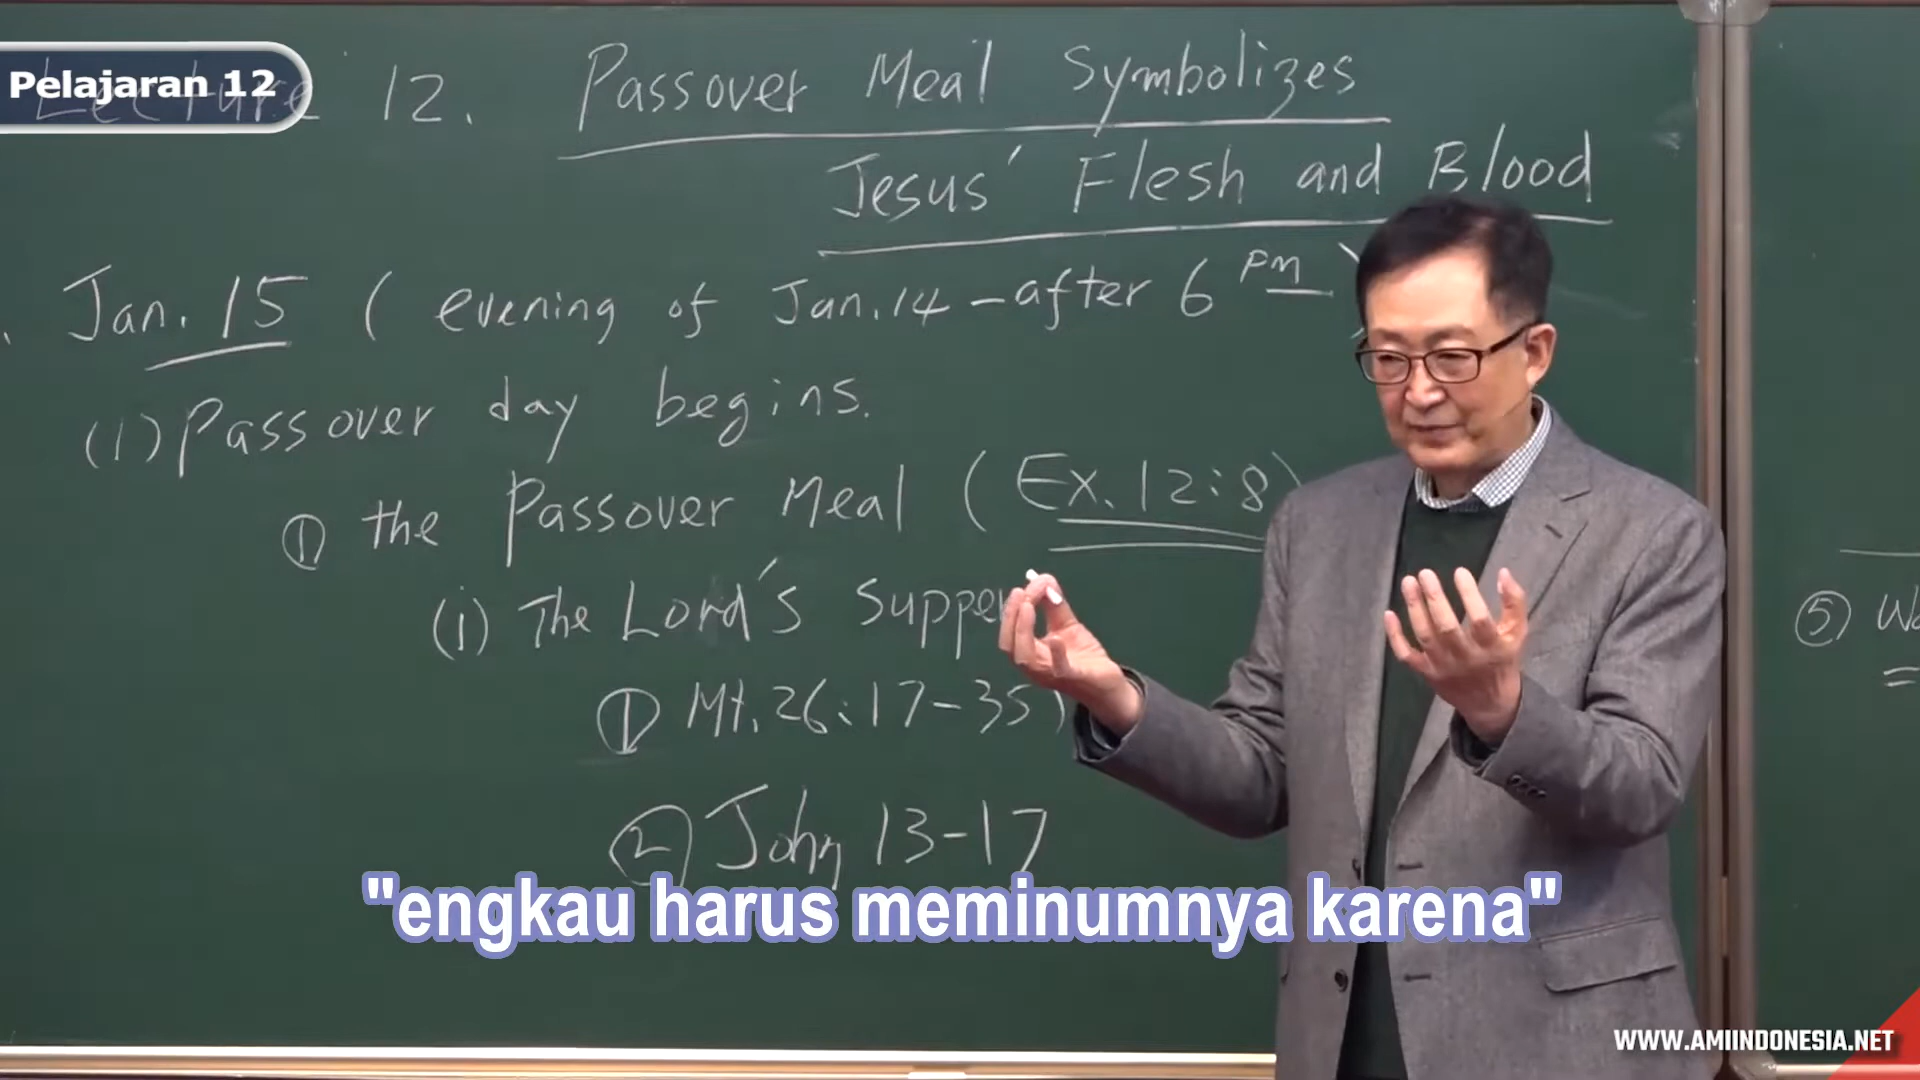 Pelajaran 12
Lecture 12. Passover Meal Symbolizes
Jesus' Flesh and Blood
Jan. 15 ( evening of Jan. 14 - after 6 PM )
(1) Passover day begins.
① the Passover Meal ( Ex. 12:8 )
(i) The Lord's Supper
① Mt. 26:17-35
② John 13-17
⑤
"engkau harus meminumnya karena"
WWW.AMIINDONESIA.NET